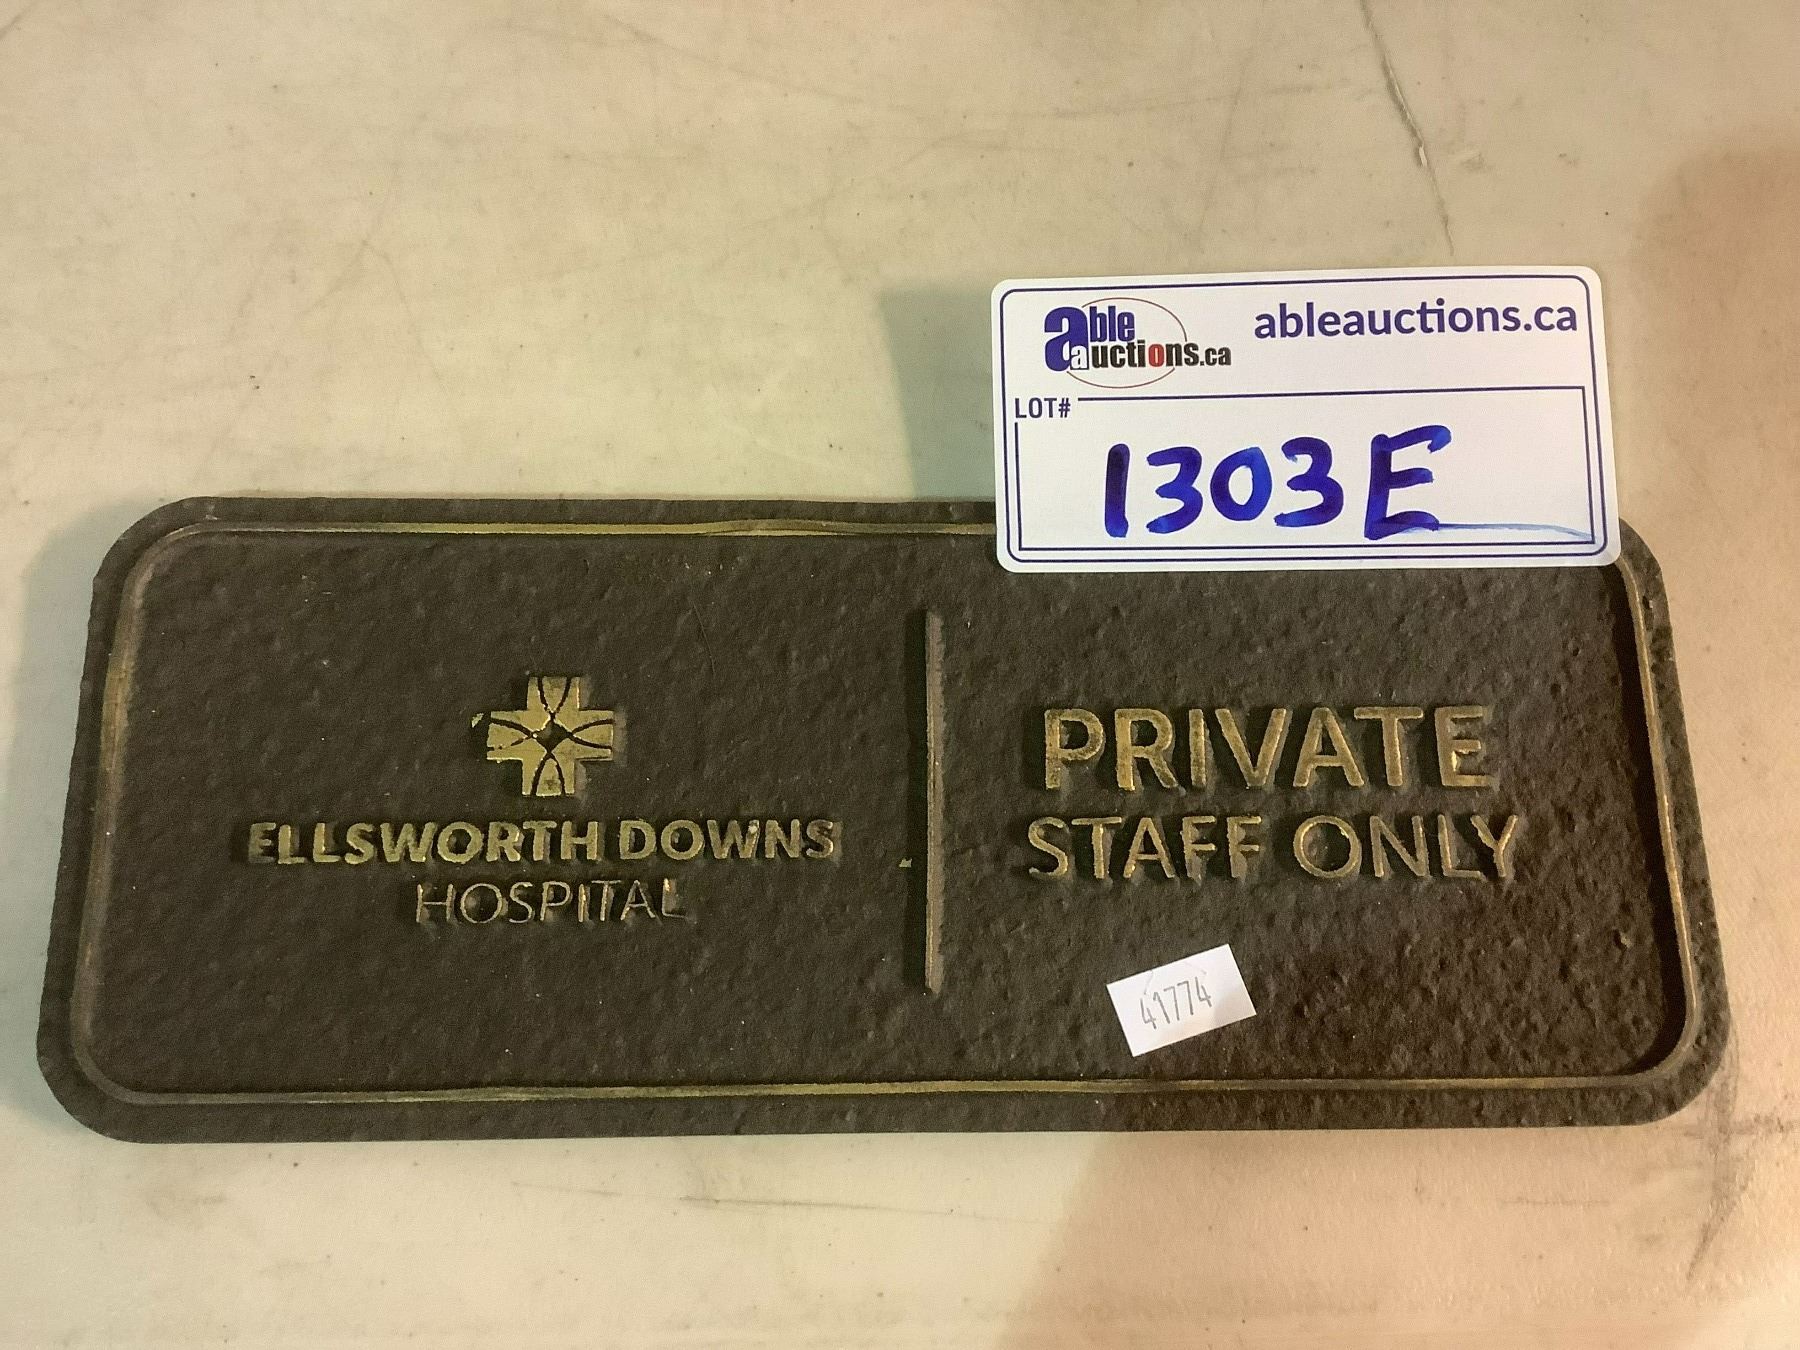 able auctions.ca
ableauctions.ca
LOT#
1303E
ELLSWORTH DOWNS
HOSPITAL
PRIVATE
STAFF ONLY
41774